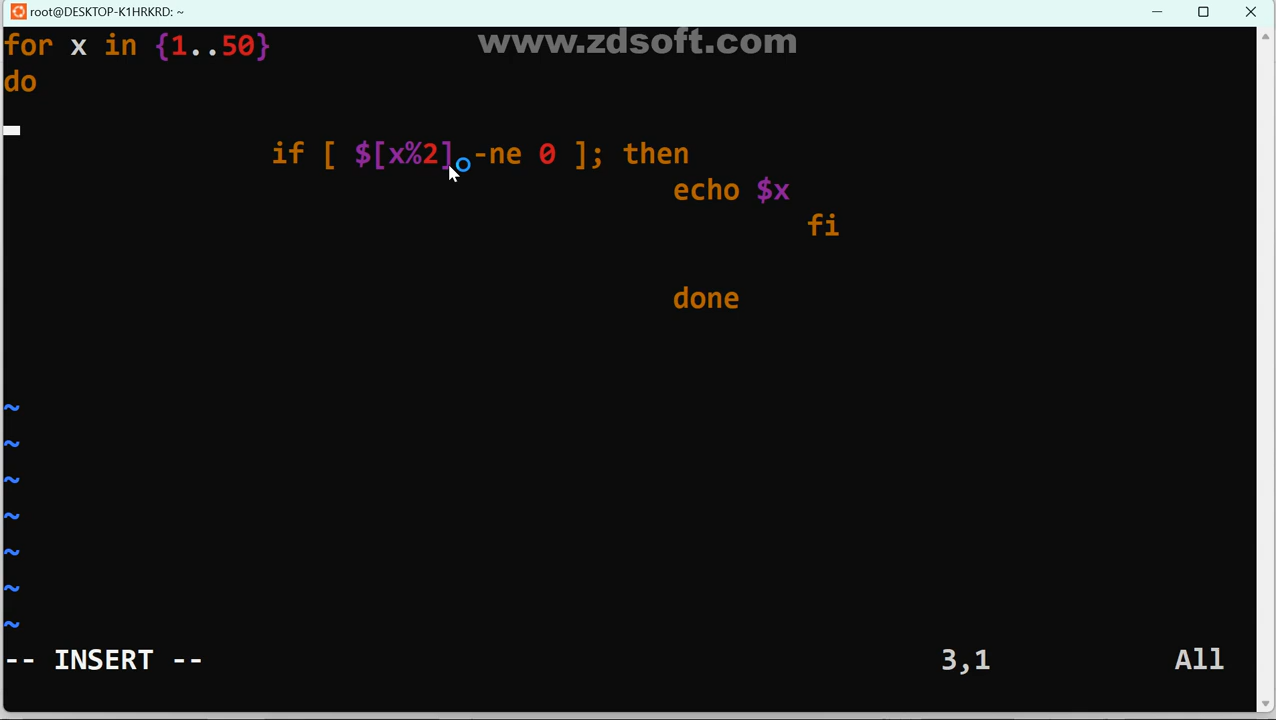 root@DESKTOP-K1HRKRD: ~
www.zdsoft.com
for x in {1..50}
do
if [ $[x%2] -ne 0 ]; then
echo $x
fi
done
~
~
~
~
~
~
~
-- INSERT -- 3,1 All